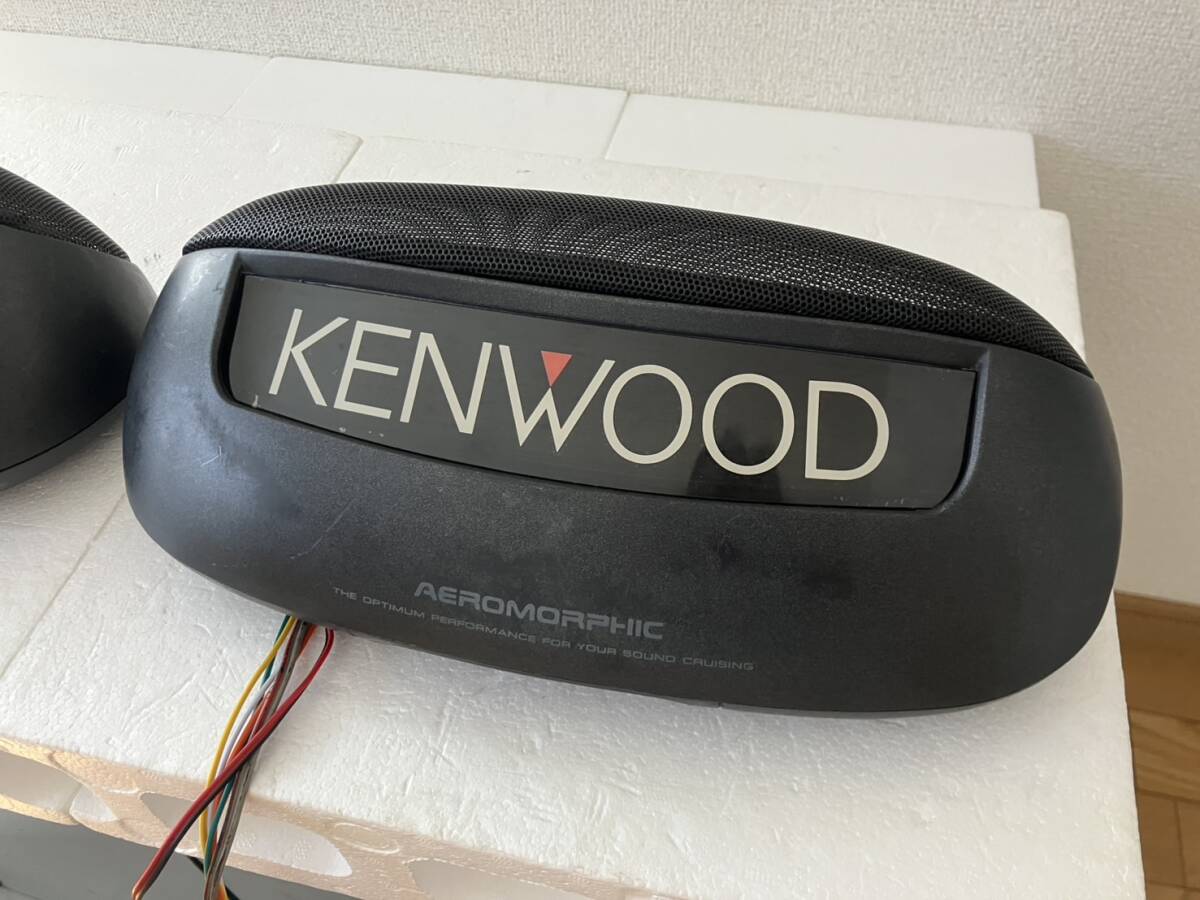 KENWOOD
AEROMORPHIC
THE OPTIMUM PERFORMANCE FOR YOUR SOUND CRUISING